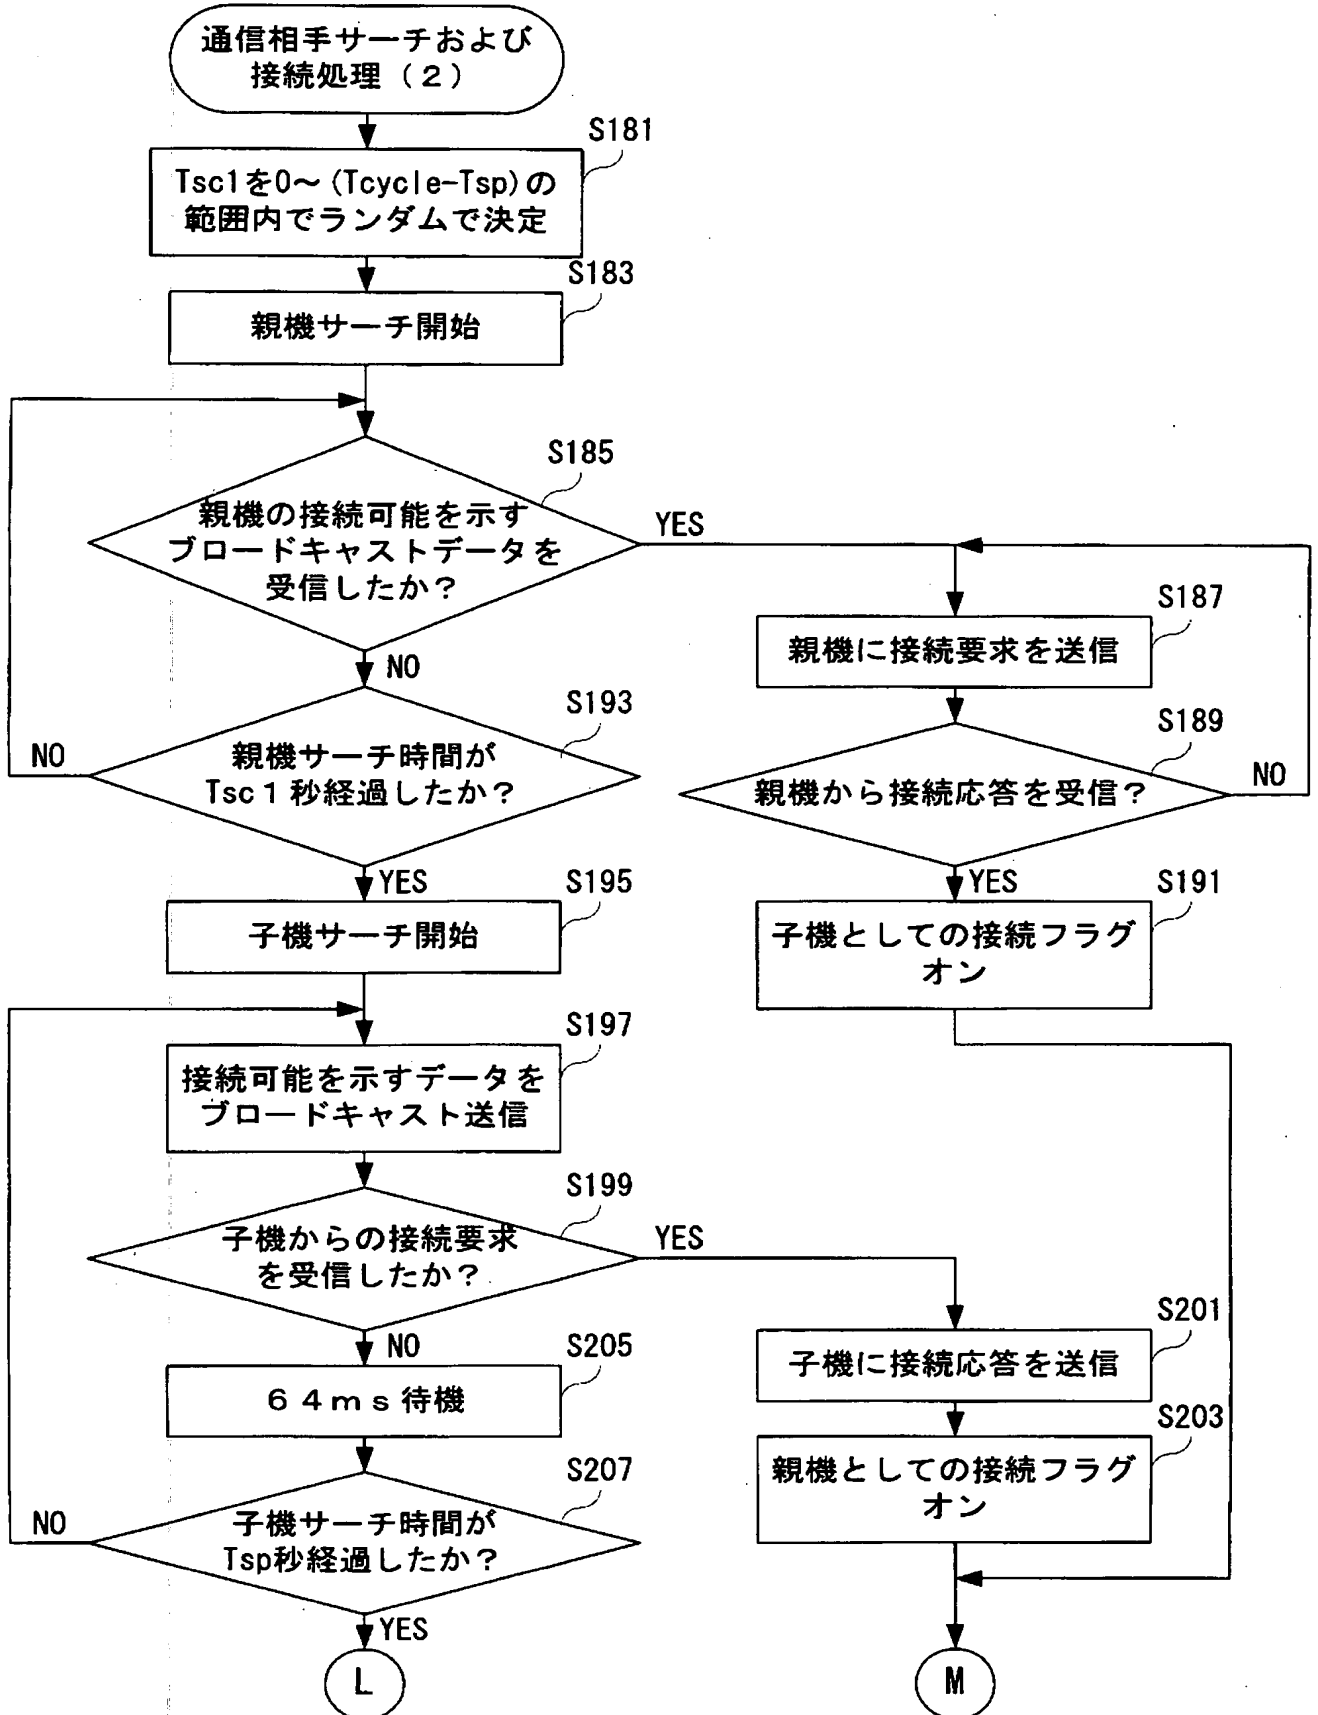 通信相手サーチおよび
接続処理（２）
S181
Tsc1を0～(Tcycle-Tsp)の
範囲内でランダムで決定
S183
親機サーチ開始
S185
親機の接続可能を示す
ブロードキャストデータを
受信したか？
YES
NO
S187
親機に接続要求を送信
S193
親機サーチ時間が
Tsc１秒経過したか？
NO
YES
S189
親機から接続応答を受信？
NO
YES
S195
子機サーチ開始
S191
子機としての接続フラグ
オン
S197
接続可能を示すデータを
ブロードキャスト送信
S199
子機からの接続要求
を受信したか？
YES
NO
S201
子機に接続応答を送信
S205
６４ｍｓ待機
S203
親機としての接続フラグ
オン
S207
子機サーチ時間が
Tsp秒経過したか？
NO
YES
L
M